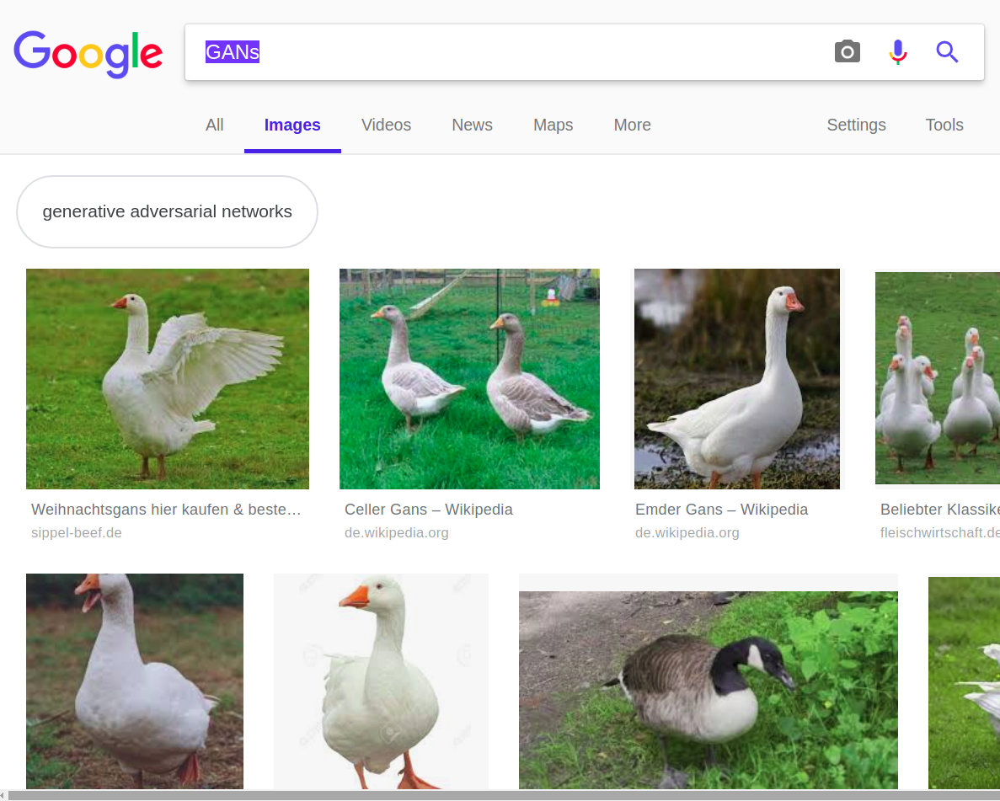 Google
GANs
All Images Videos News Maps More Settings Tools
generative adversarial networks
Weihnachtsgans hier kaufen & beste…
sippel-beef.de
Celler Gans – Wikipedia
de.wikipedia.org
Emder Gans – Wikipedia
de.wikipedia.org
Beliebter Klassike
fleischwirtschaft.de